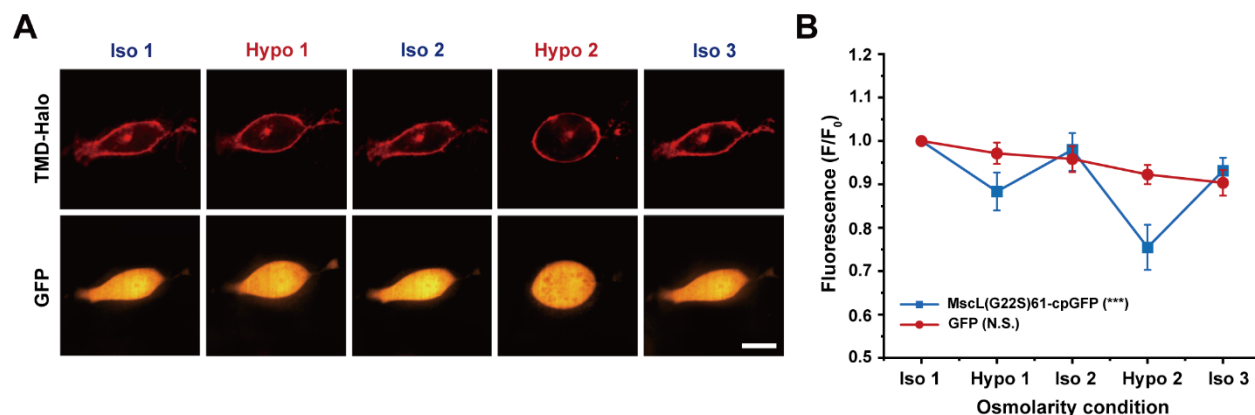 A
Iso 1 Hypo 1 Iso 2 Hypo 2 Iso 3
TMD-Halo
GFP
B
Fluorescence (F/F₀)
1.2
1.1
1.0
0.9
0.8
0.7
0.6
0.5
MscL(G22S)61-cpGFP (***)
GFP (N.S.)
Iso 1 Hypo 1 Iso 2 Hypo 2 Iso 3
Osmolarity condition